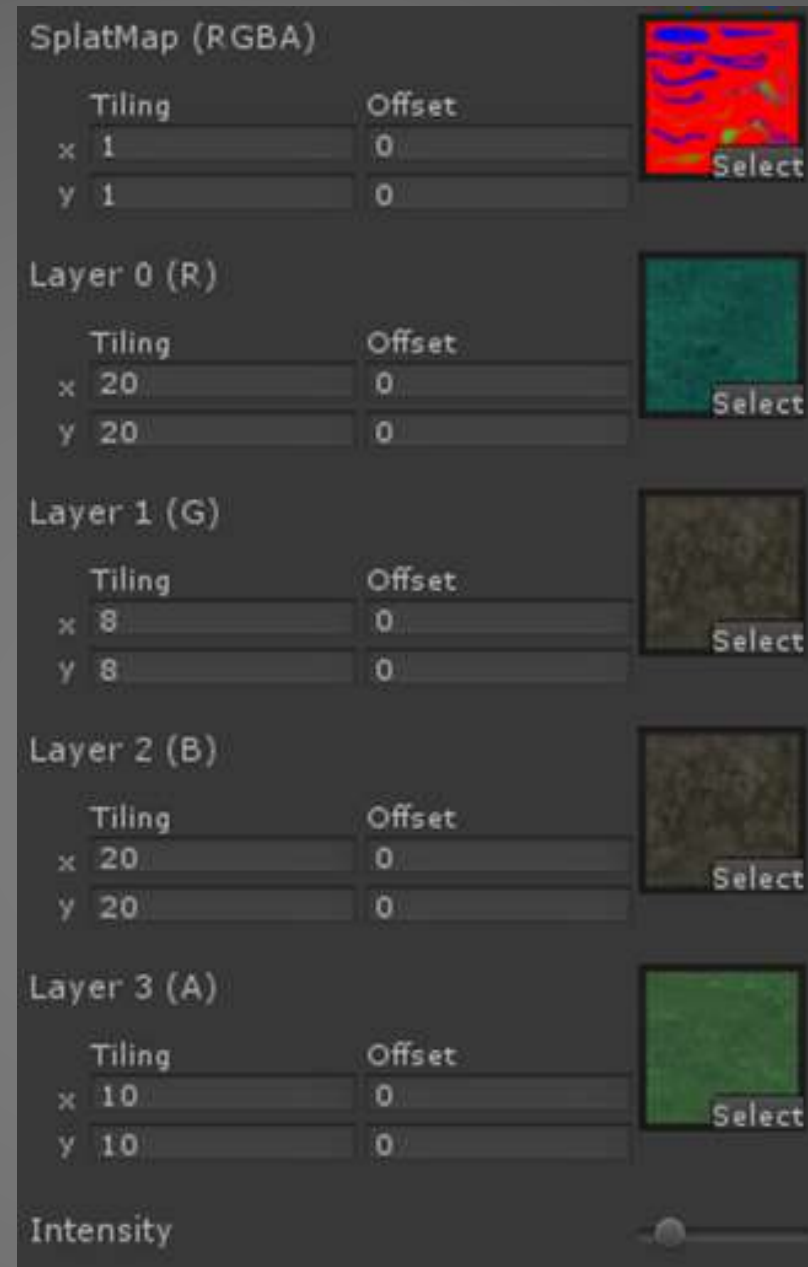 SplatMap (RGBA)
Tiling Offset
x 1 0
y 1 0
Select
Layer 0 (R)
Tiling Offset
x 20 0
y 20 0
Select
Layer 1 (G)
Tiling Offset
x 8 0
y 8 0
Select
Layer 2 (B)
Tiling Offset
x 20 0
y 20 0
Select
Layer 3 (A)
Tiling Offset
x 10 0
y 10 0
Select
Intensity